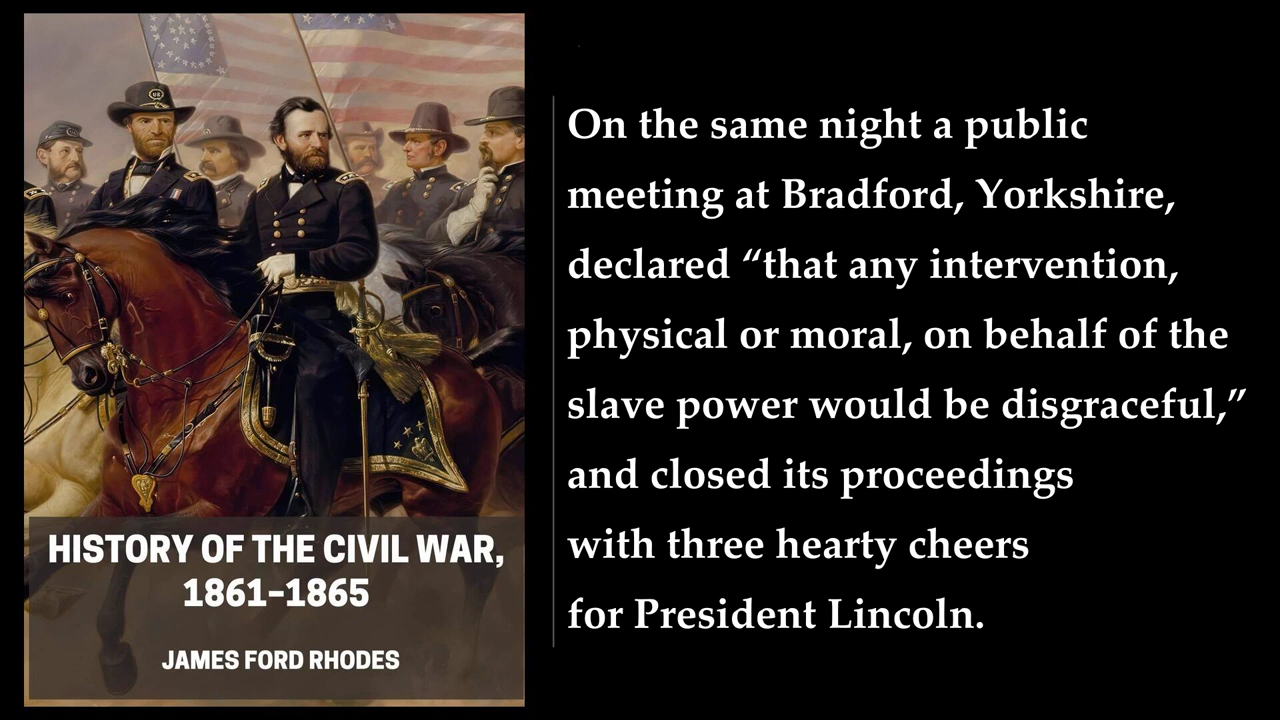 HISTORY OF THE CIVIL WAR,
1861–1865
JAMES FORD RHODES
On the same night a public
meeting at Bradford, Yorkshire,
declared “that any intervention,
physical or moral, on behalf of the
slave power would be disgraceful,”
and closed its proceedings
with three hearty cheers
for President Lincoln.